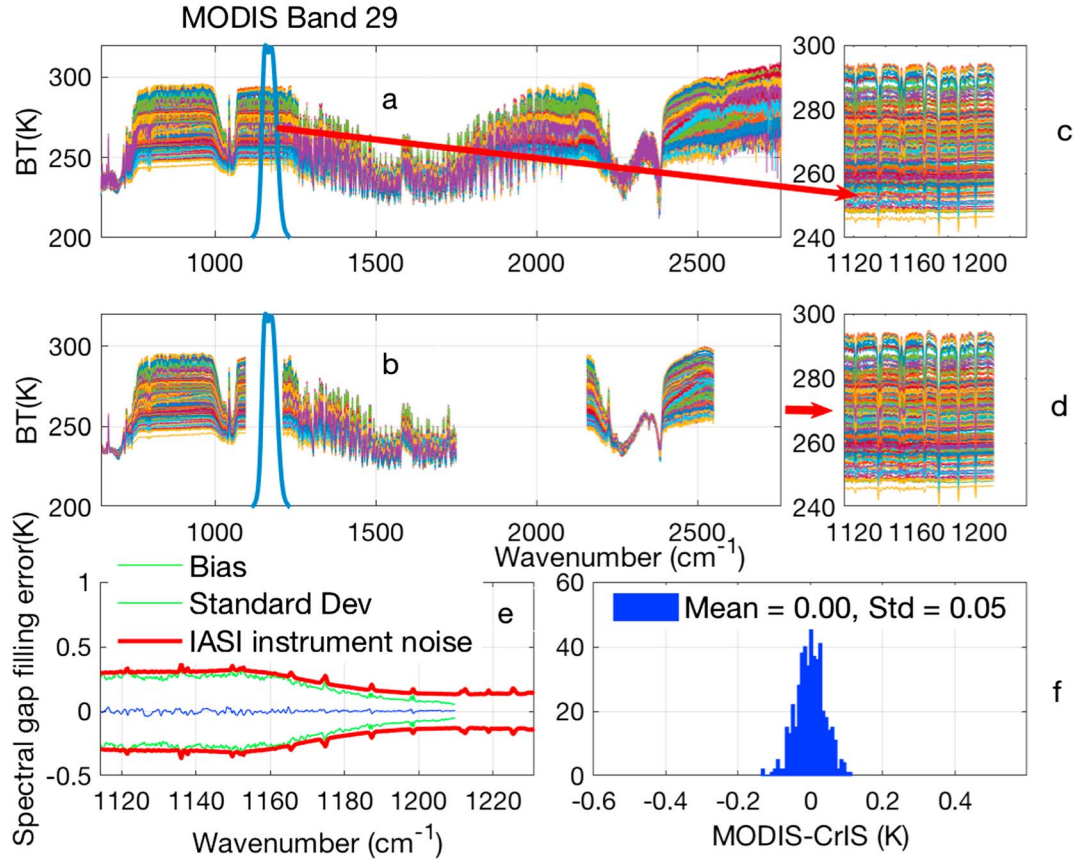 MODIS Band 29
BT(K)
300
250
200
1000
1500
2000
2500
a
300
280
260
240
1120 1160 1200
c
BT(K)
300
250
200
1000
1500
2000
2500
b
Wavenumber (cm⁻¹)
300
280
260
240
1120 1160 1200
d
Spectral gap filling error(K)
1
0.5
0
-0.5
Bias
Standard Dev
IASI instrument noise
e
1120 1140 1160 1180 1200 1220
Wavenumber (cm⁻¹)
60
40
20
0
Mean = 0.00, Std = 0.05
f
-0.6 -0.4 -0.2 0 0.2 0.4
MODIS-CrIS (K)